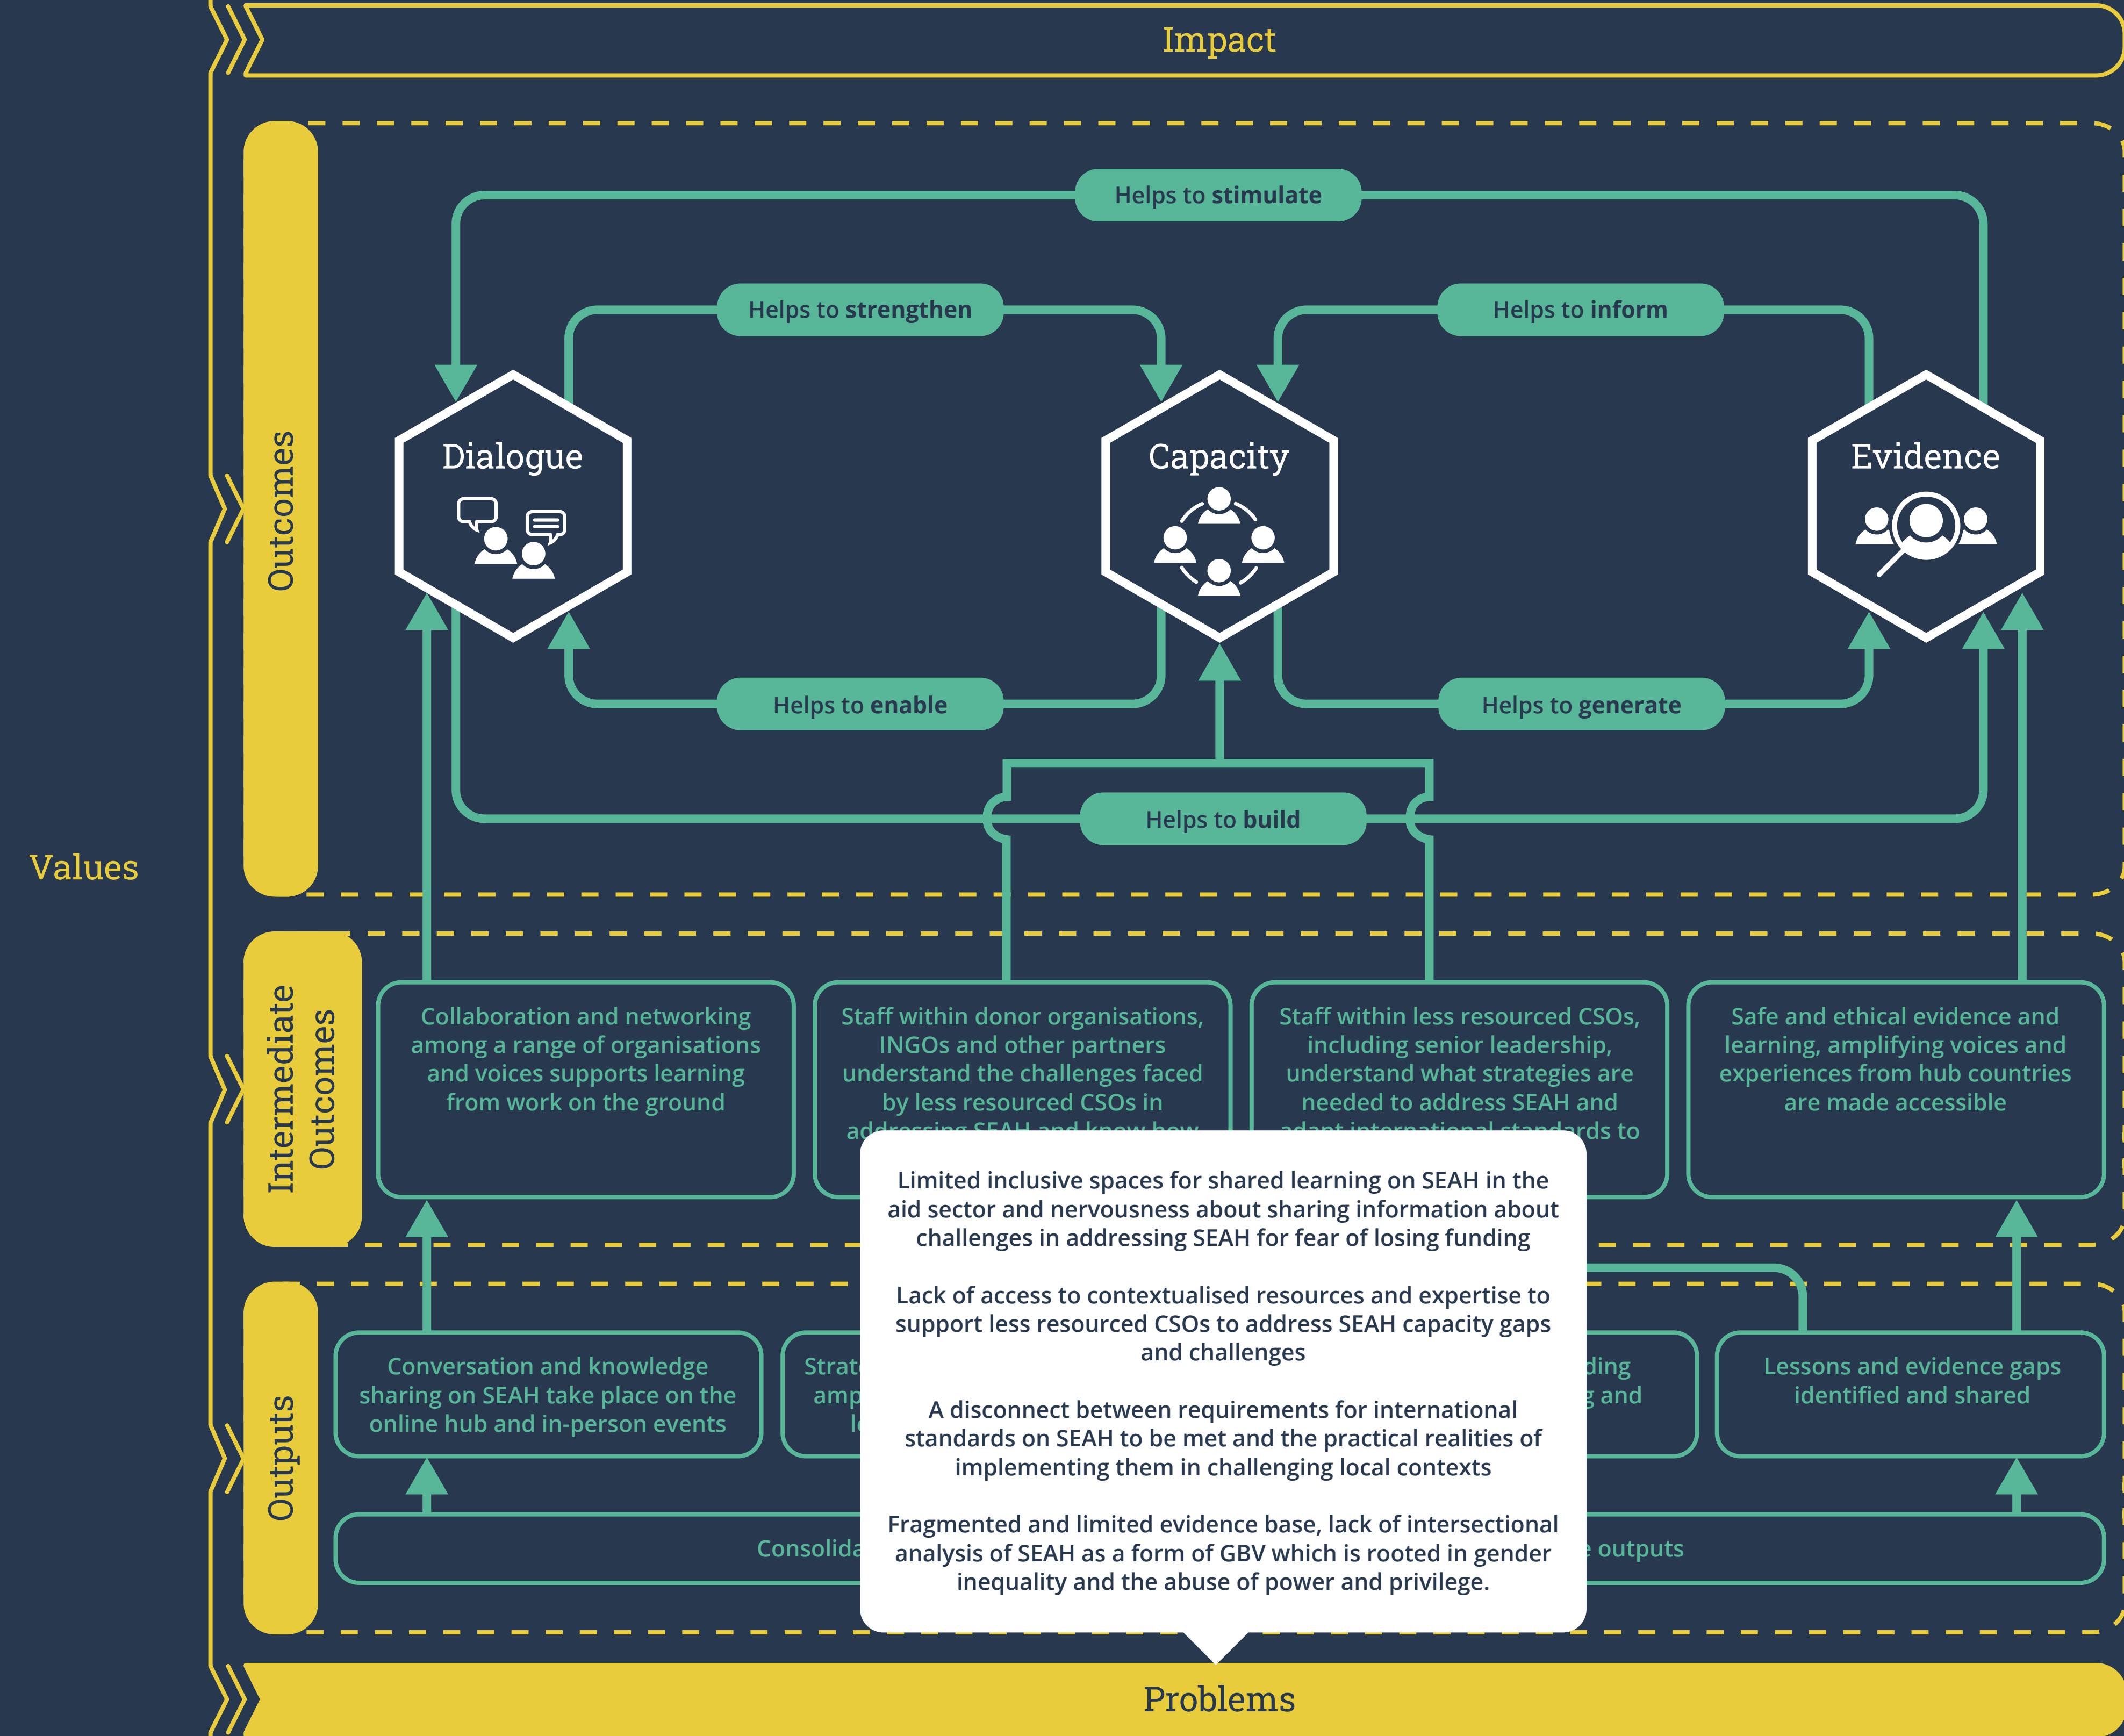 Impact
Helps to stimulate
Helps to strengthen
Helps to inform
Outcomes
Dialogue
Capacity
Evidence
Helps to enable
Helps to generate
Helps to build
Values
Intermediate
Outcomes
Collaboration and networking
among a range of organisations
and voices supports learning
from work on the ground
Staff within donor organisations,
INGOs and other partners
understand the challenges faced
by less resourced CSOs in
addressing SEAH and know how
Staff within less resourced CSOs,
including senior leadership,
understand what strategies are
needed to address SEAH and
adapt international standards to
Safe and ethical evidence and
learning, amplifying voices and
experiences from hub countries
are made accessible
Limited inclusive spaces for shared learning on SEAH in the
aid sector and nervousness about sharing information about
challenges in addressing SEAH for fear of losing funding
Lack of access to contextualised resources and expertise to
support less resourced CSOs to address SEAH capacity gaps
and challenges
A disconnect between requirements for international
standards on SEAH to be met and the practical realities of
implementing them in challenging local contexts
Fragmented and limited evidence base, lack of intersectional
analysis of SEAH as a form of GBV which is rooted in gender
inequality and the abuse of power and privilege.
Outputs
Conversation and knowledge
sharing on SEAH take place on the
online hub and in-person events
and
Lessons and evidence gaps
identified and shared
outputs
Problems